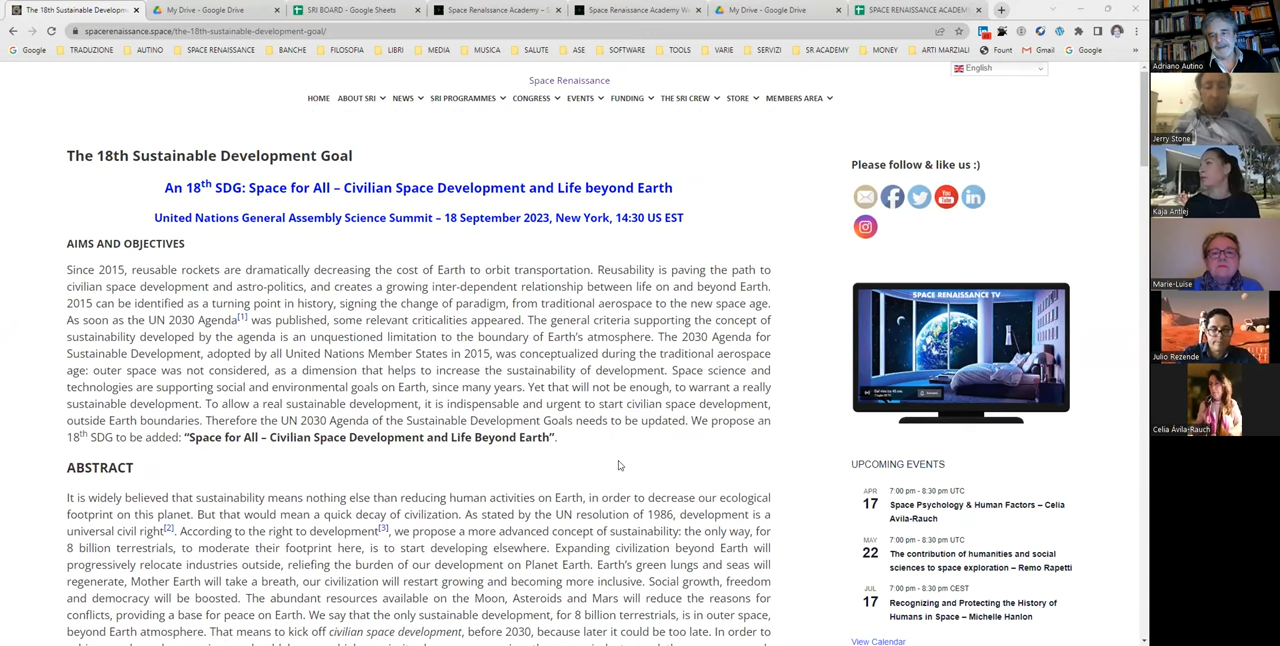 The 18th Sustainable Developm
My Drive - Google Drive
SRI BOARD - Google Sheets
Space Renaissance Academy – S
Space Renaissance Academy W
My Drive - Google Drive
SPACE RENAISSANCE ACADEM
spacerenaissance.space/the-18th-sustainable-development-goal/
Google TRADUZIONE AUTINO SPACE RENAISSANCE BANCHE FILOSOFIA LIBRI MEDIA MUSICA SALUTE ASE SOFTWARE TOOLS VARIE SERVIZI SR ACADEMY MONEY ARTI MARZIALI Fount Gmail Google
English
Space Renaissance
HOME ABOUT SRI NEWS SRI PROGRAMMES CONGRESS EVENTS FUNDING THE SRI CREW STORE MEMBERS AREA
The 18th Sustainable Development Goal
An 18th SDG: Space for All – Civilian Space Development and Life beyond Earth
United Nations General Assembly Science Summit – 18 September 2023, New York, 14:30 US EST
AIMS AND OBJECTIVES
Since 2015, reusable rockets are dramatically decreasing the cost of Earth to orbit transportation. Reusability is paving the path to
civilian space development and astro-politics, and creates a growing inter-dependent relationship between life on and beyond Earth.
2015 can be identified as a turning point in history, signing the change of paradigm, from traditional aerospace to the new space age.
As soon as the UN 2030 Agenda[1] was published, some relevant criticalities appeared. The general criteria supporting the concept of
sustainability developed by the agenda is an unquestioned limitation to the boundary of Earth's atmosphere. The 2030 Agenda for
Sustainable Development, adopted by all United Nations Member States in 2015, was conceptualized during the traditional aerospace
age: outer space was not considered, as a dimension that helps to increase the sustainability of development. Space science and
technologies are supporting social and environmental goals on Earth, since many years. Yet that will not be enough, to warrant a really
sustainable development. Thus for a real sustainable development, it is indispensable and urgent to start civilian space development,
outside Earth boundaries. Therefore the UN 2030 Agenda of the Sustainable Development Goals needs to be updated. We propose an
18th SDG to be added: “Space for All – Civilian Space Development and Life Beyond Earth”.
ABSTRACT
It is widely believed that sustainability means nothing else than reducing human activities on Earth, in order to decrease our ecological
footprint on this planet. But that would mean a quick decay of civilization. As stated by the UN resolution of 1986, development is a
universal civil right[2]. According to the right to development[3], we propose a more advanced concept of sustainability: the only way, for
8 billion terrestrials, to moderate their footprint here, is to start developing elsewhere. Expanding civilization beyond Earth will
progressively relocate industries outside, reliefing the burden of our development on Planet Earth. Earth's green lungs and seas will
regenerate, Mother Earth will take a breath, our civilization will restart growing and becoming more inclusive. Social growth, freedom
and democracy will be boosted. The abundant resources available on the Moon, Asteroids and Mars will reduce the reasons for
conflicts, providing a base for peace on Earth. We say that the only sustainable development, for 8 billion terrestrials, is in outer space,
beyond Earth atmosphere. That means to kick off civilian space development, before 2030, because later it could be too late. In order to
Please follow & like us :)
You
Tube
SPACE RENAISSANCE TV
UPCOMING EVENTS
APR
17
7:00 pm - 8:30 pm UTC
Space Psychology & Human Factors – Celia
Avila-Rauch
MAY
22
7:00 pm - 8:30 pm UTC
The contribution of humanities and social
sciences to space exploration – Remo Rapetti
JUL
17
7:00 pm - 8:30 pm CEST
Recognizing and Protecting the History of
Humans in Space – Michelle Hanlon
View Calendar
Adriano Autino
Jerry Stone
Kaja Antlej
Marie-Luise
paradigm
Julio Rezende
Celia Ávila-Rauch